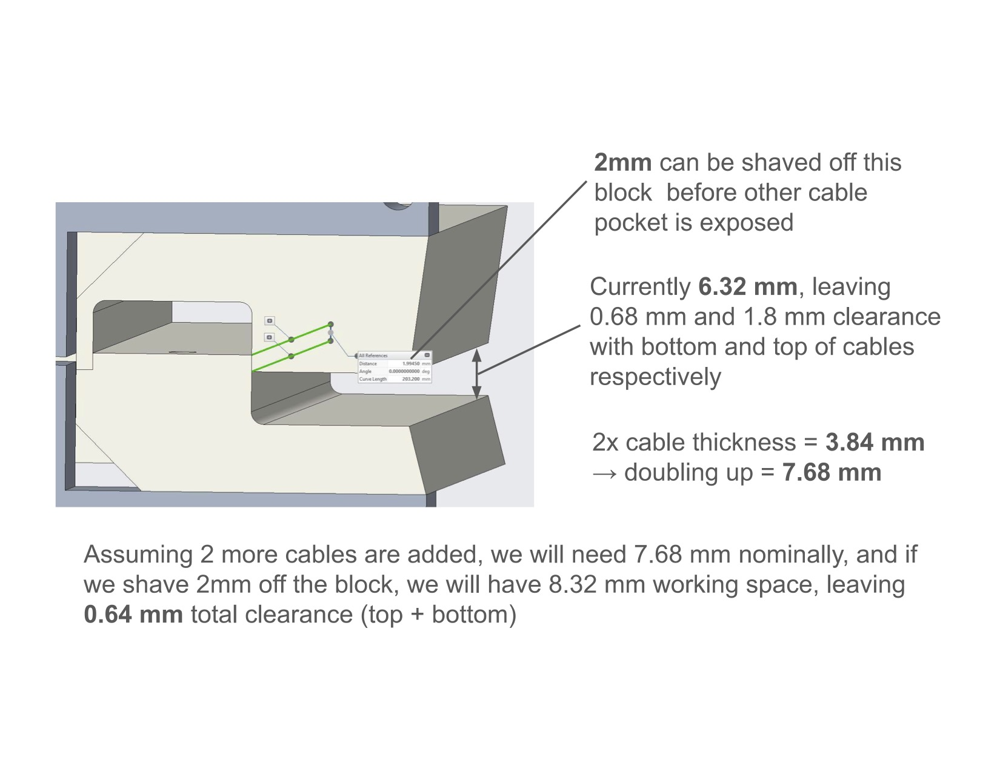 2mm can be shaved off this
block  before other cable
pocket is exposed
Currently 6.32 mm, leaving
0.68 mm and 1.8 mm clearance
with bottom and top of cables
respectively
All References
Distance 1.99450 mm
Angle 0.0000000000 deg
Curve Length 203.200 mm
2x cable thickness = 3.84 mm
→ doubling up = 7.68 mm
Assuming 2 more cables are added, we will need 7.68 mm nominally, and if
we shave 2mm off the block, we will have 8.32 mm working space, leaving
0.64 mm total clearance (top + bottom)